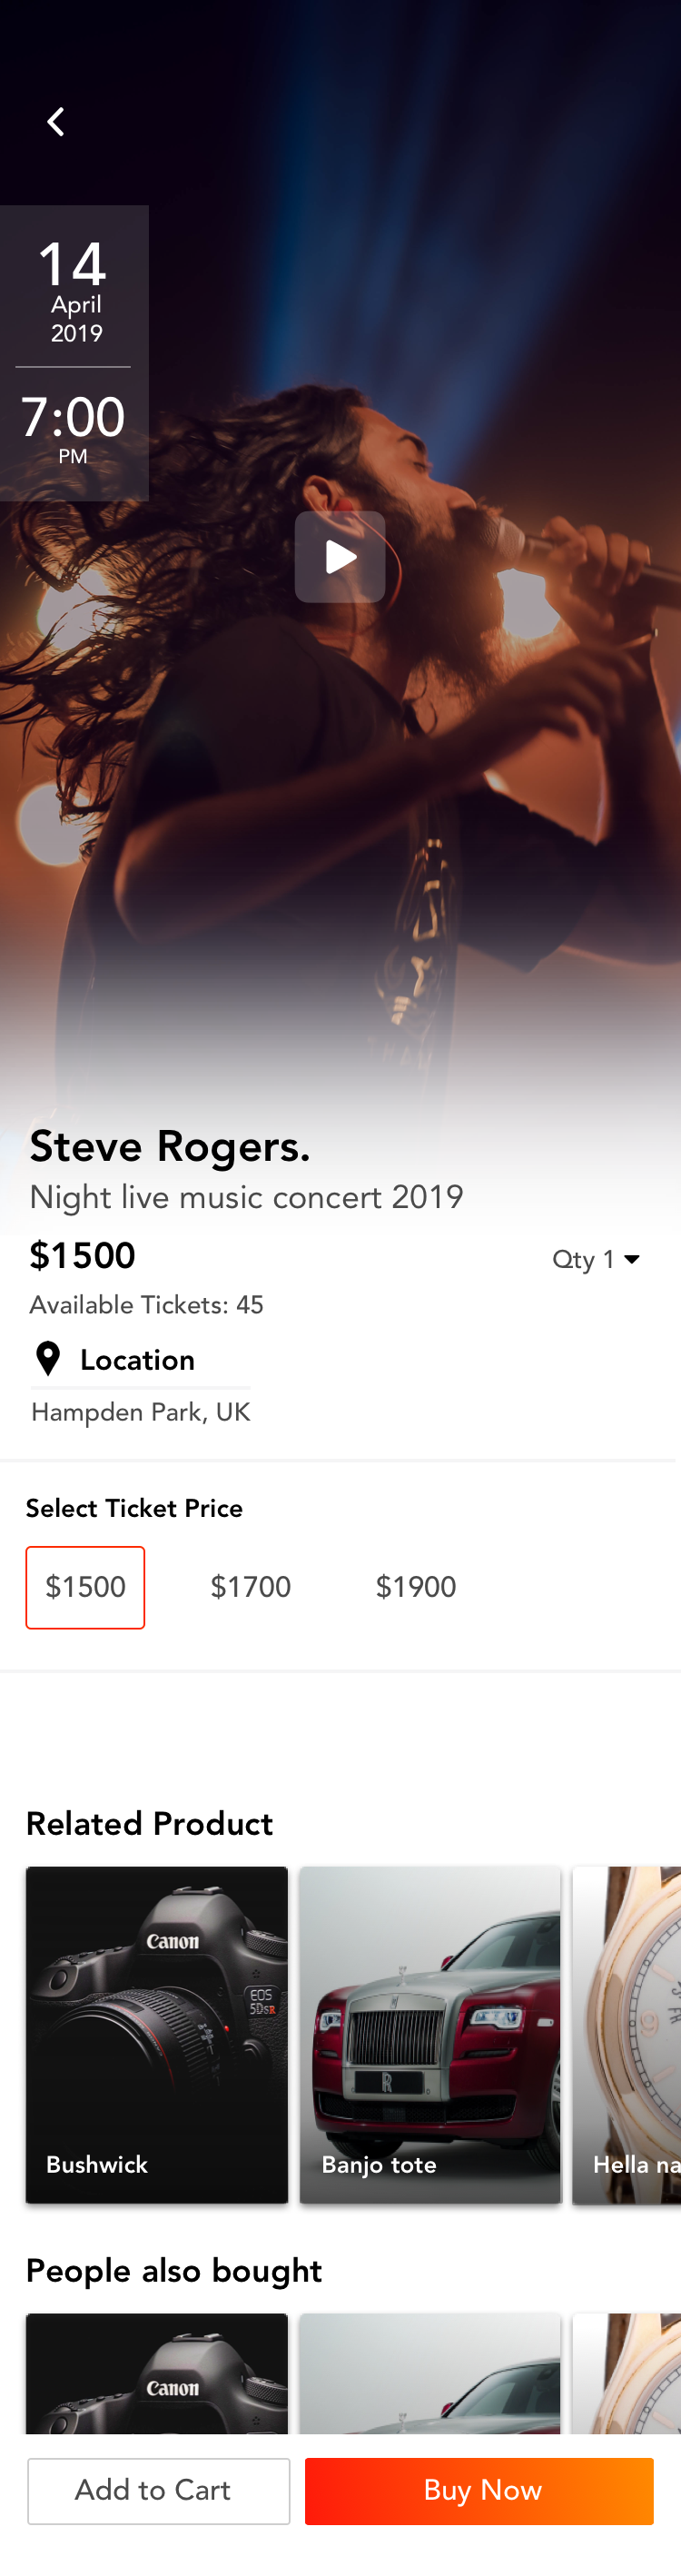 14
April
2019
7:00
PM
Steve Rogers.
Night live music concert 2019
$1500
Qty 1
Available Tickets: 45
Location
Hampden Park, UK
Select Ticket Price
$1500 $1700 $1900
Related Product
Canon
EOS
5DSR
Bushwick
Banjo tote
Hella na
People also bought
Canon
Add to Cart
Buy Now